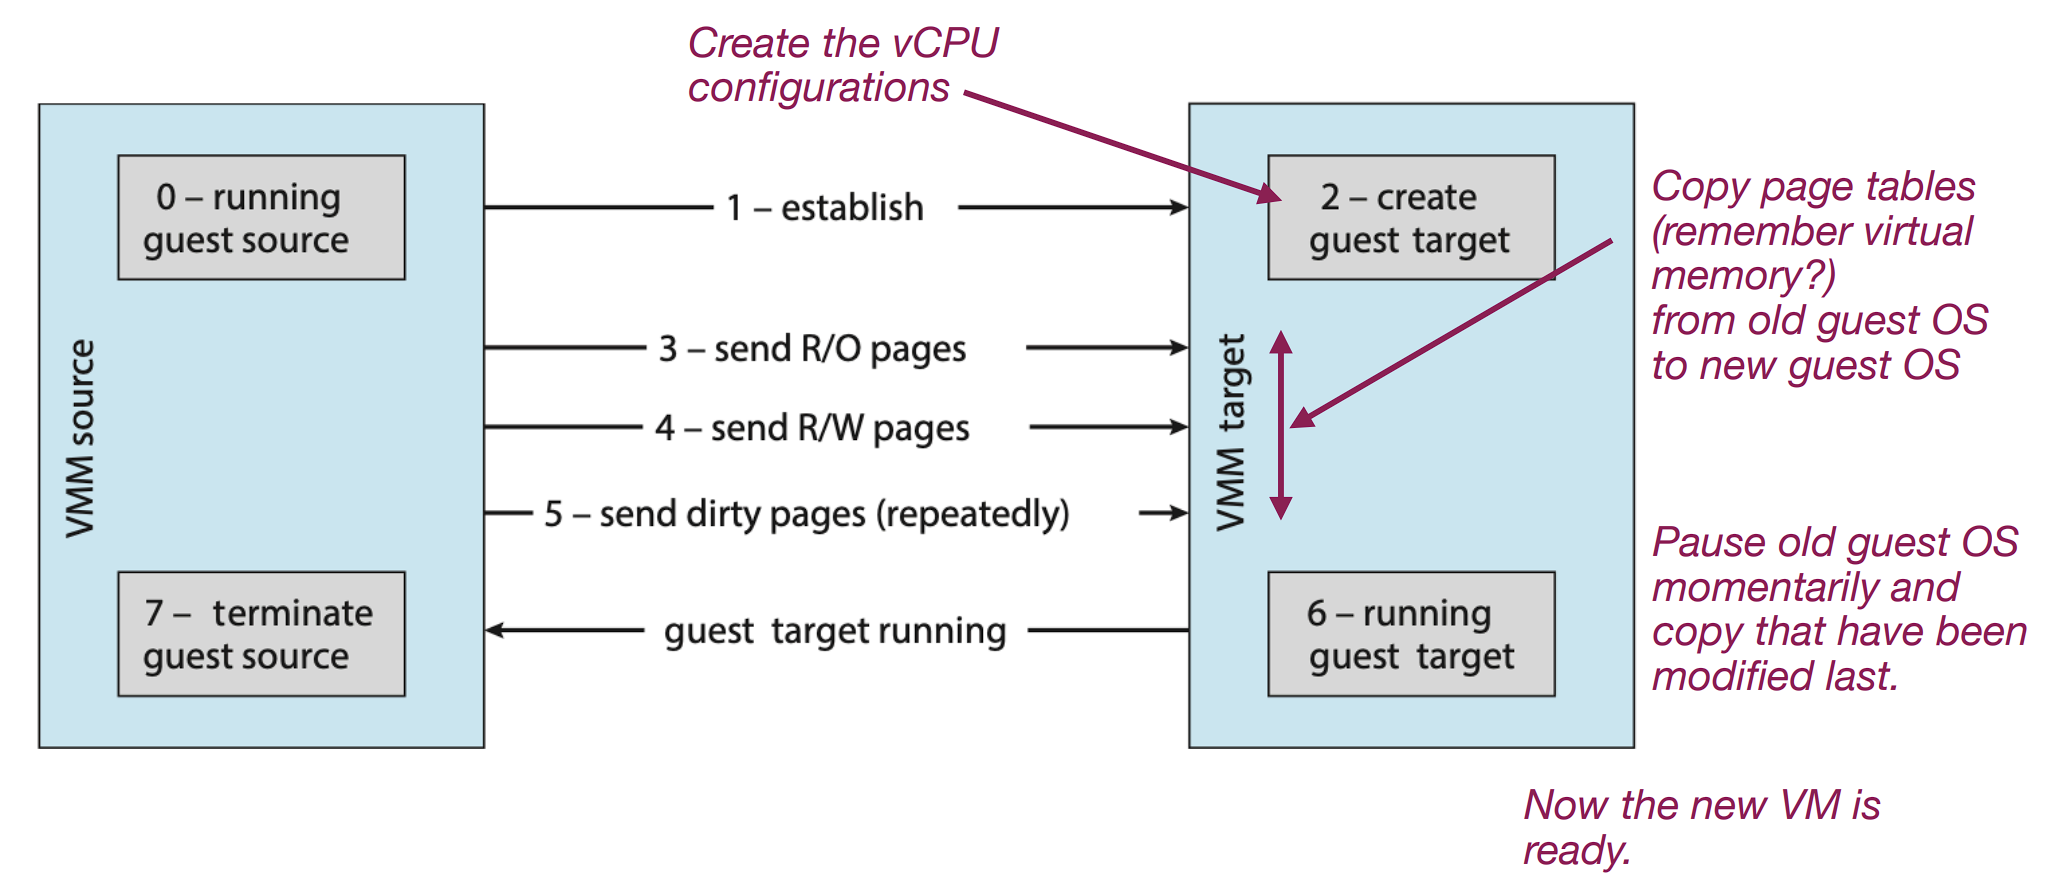 Create the vCPU
configurations
0 – running
guest source
1 – establish
2 – create
guest target
Copy page tables
(remember virtual
memory?)
from old guest OS
to new guest OS
VMM source
3 – send R/O pages
4 – send R/W pages
5 – send dirty pages (repeatedly)
VMM target
Pause old guest OS
momentarily and
copy that have been
modified last.
7 – terminate
guest source
guest target running
6 – running
guest target
Now the new VM is
ready.